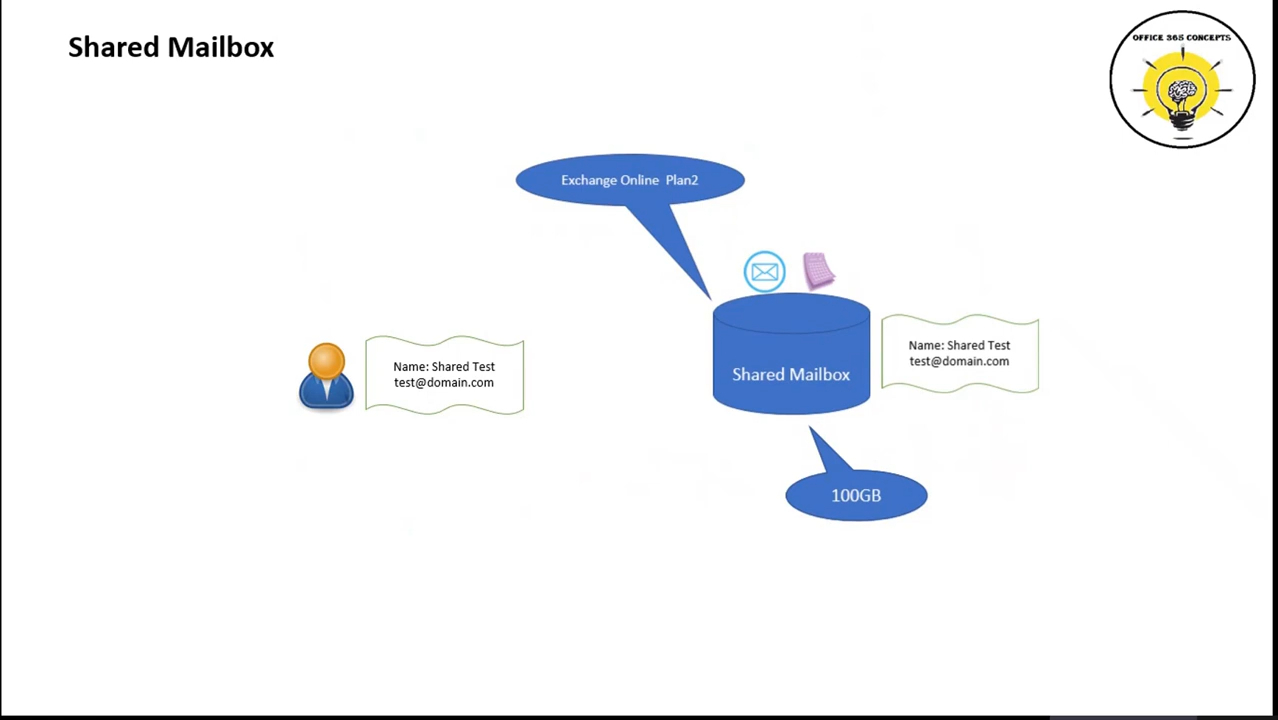 Shared Mailbox
OFFICE 365 CONCEPTS
Exchange Online Plan2
Name: Shared Test
test@domain.com
Shared Mailbox
Name: Shared Test
test@domain.com
100GB